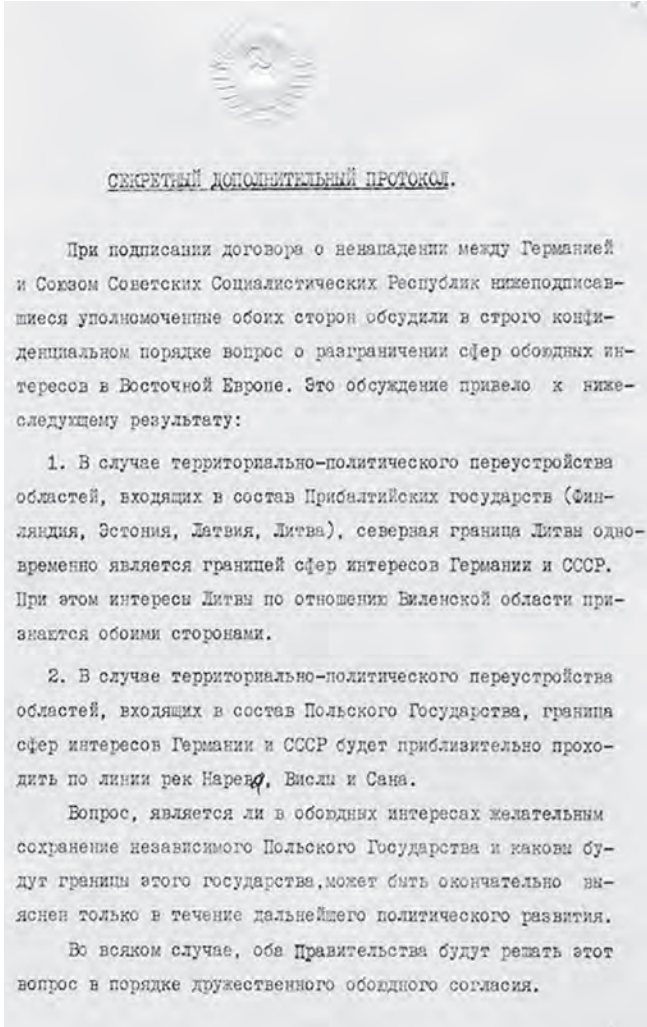 СЕКРЕТНЫЙ ДОПОЛНИТЕЛЬНЫЙ ПРОТОКОЛ.
При подписании договора о ненападении между Германией
и Союзом Советских Социалистических Республик нижеподписав-
шиеся уполномоченные обоих сторон обсудили в строго конфи-
денциальном порядке вопрос о разграничении сфер обоюдных ин-
тересов в Восточной Европе. Это обсуждение привело к ниже-
следующему результату:
1. В случае территориально-политического переустройства
областей, входящих в состав Прибалтийских государств (Фин-
ляндия, Эстония, Латвия, Литва), северная граница Литвы одно-
временно является границей сфер интересов Германии и СССР.
При этом интересы Литвы по отношению Виленской области при-
знаются обоими сторонами.
2. В случае территориально-политического переустройства
областей, входящих в состав Польского Государства, граница
сфер интересов Германии и СССР будет приблизительно прохо-
дить по линии рек Нарева, Вислы и Сана.
Вопрос, является ли в обоюдных интересах желательным
сохранение независимого Польского Государства и каковы бу-
дут границы этого государства,может быть окончательно вы-
яснен только в течение дальнейшего политического развития.
Во всяком случае, оба Правительства будут решать этот
вопрос в порядке дружественного обоюдного согласия.